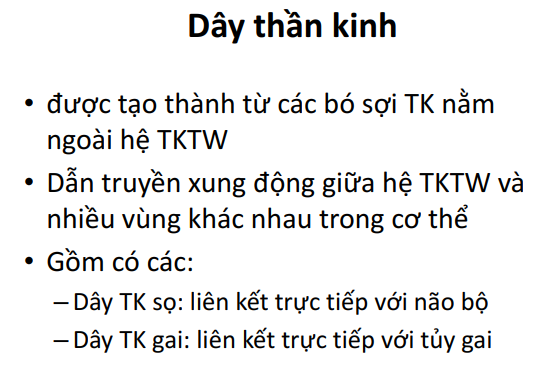 Dây thần kinh
• được tạo thành từ các bó sợi TK nằm
ngoài hệ TKTW
• Dẫn truyền xung động giữa hệ TKTW và
nhiều vùng khác nhau trong cơ thể
• Gồm có các:
–Dây TK sọ: liên kết trực tiếp với não bộ
–Dây TK gai: liên kết trực tiếp với tủy gai